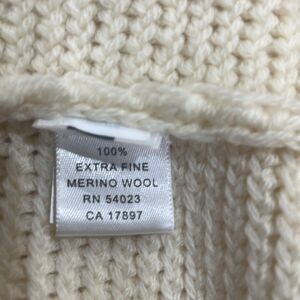 100%
EXTRA FINE
MERINO WOOL
RN 54023
CA 17897